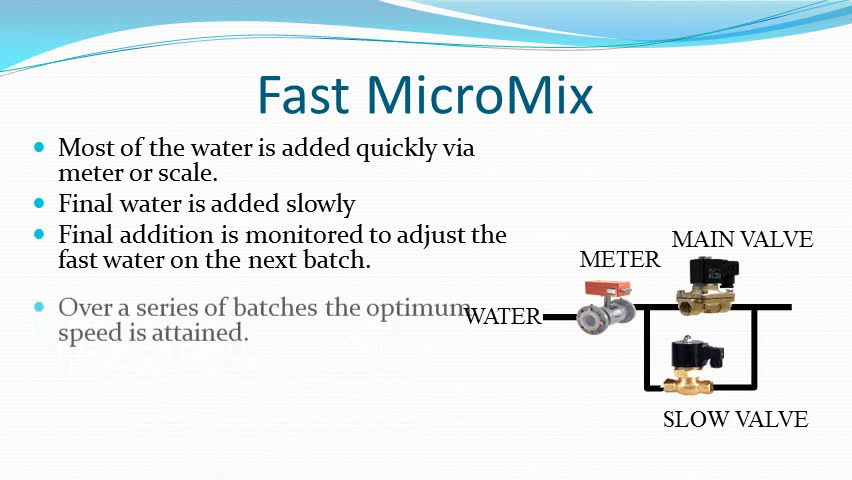 Fast MicroMix
Most of the water is added quickly via
meter or scale.
Final water is added slowly
Final addition is monitored to adjust the
fast water on the next batch.
Over a series of batches the optimum
speed is attained.
MAIN VALVE
METER
WATER
SLOW VALVE